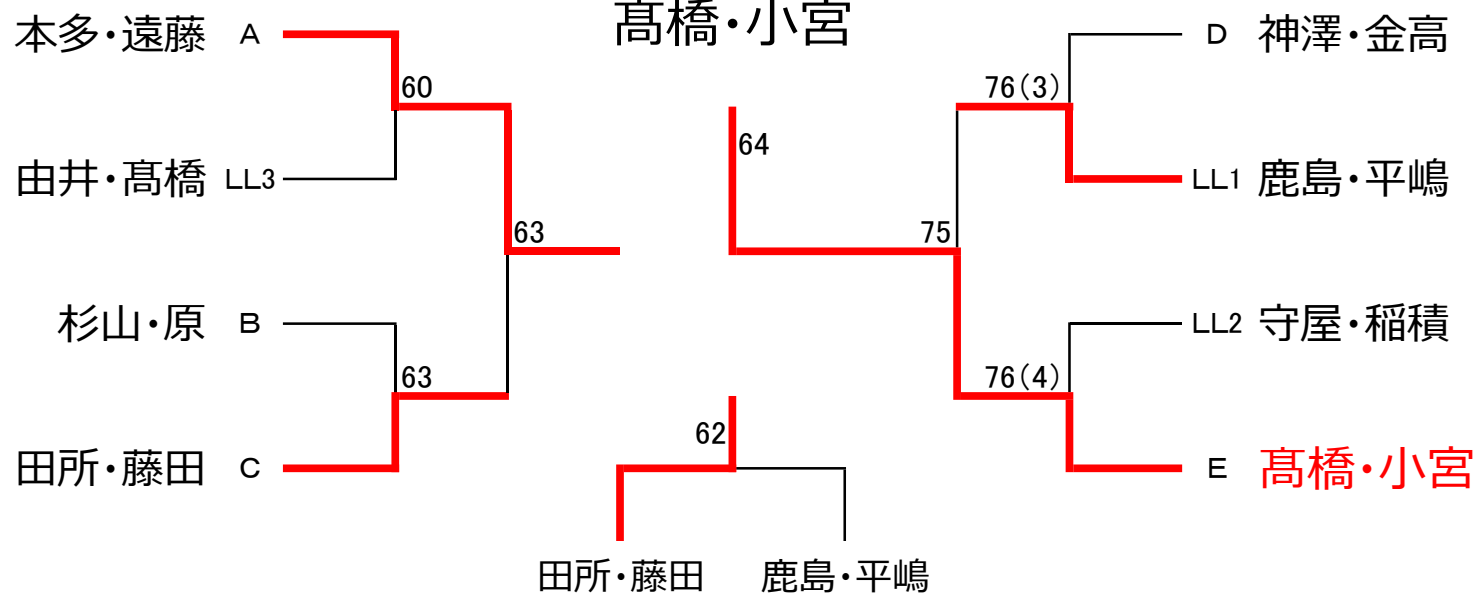 髙橋・小宮
本多・遠藤 A
D 神澤・金高
60
76(3)
64
由井・髙橋 LL3
LL1 鹿島・平嶋
63
75
杉山・原 B
LL2 守屋・稲積
63
76(4)
62
田所・藤田 C
E 髙橋・小宮
田所・藤田 鹿島・平嶋